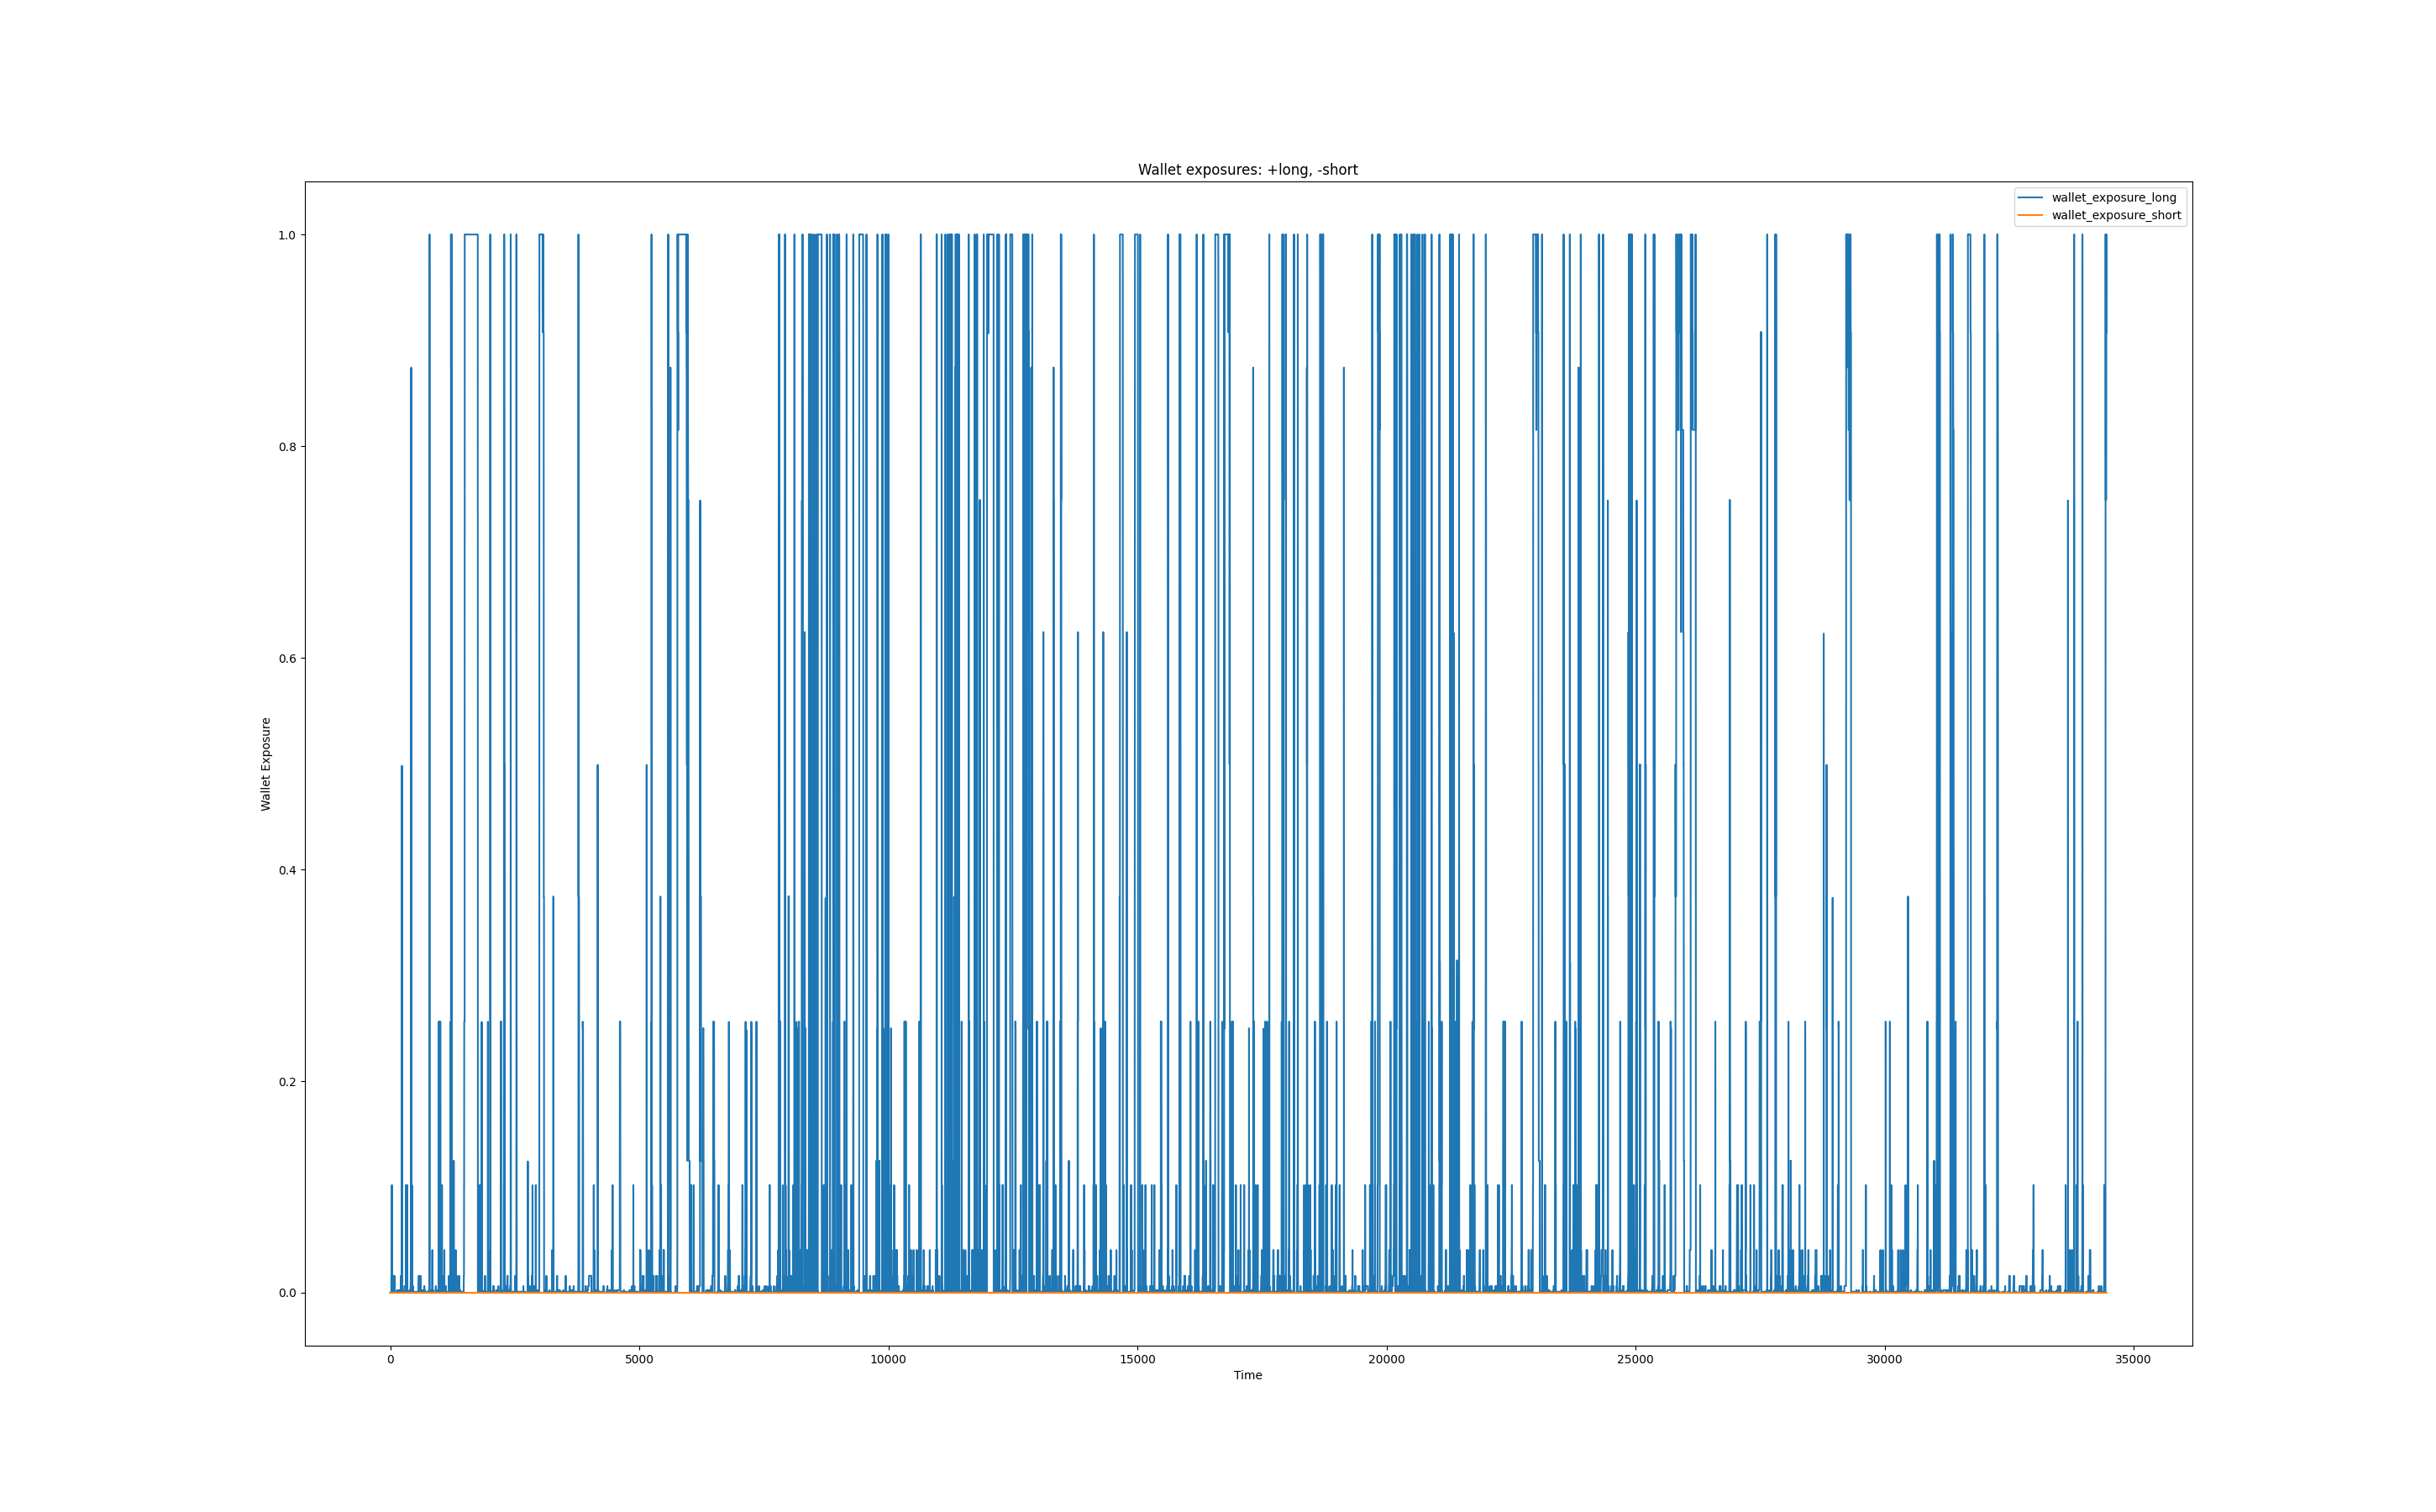 Wallet exposures: +long, -short
wallet_exposure_long
wallet_exposure_short
1.0
0.8
0.6
0.4
0.2
0.0
Wallet Exposure
0 5000 10000 15000 20000 25000 30000 35000
Time